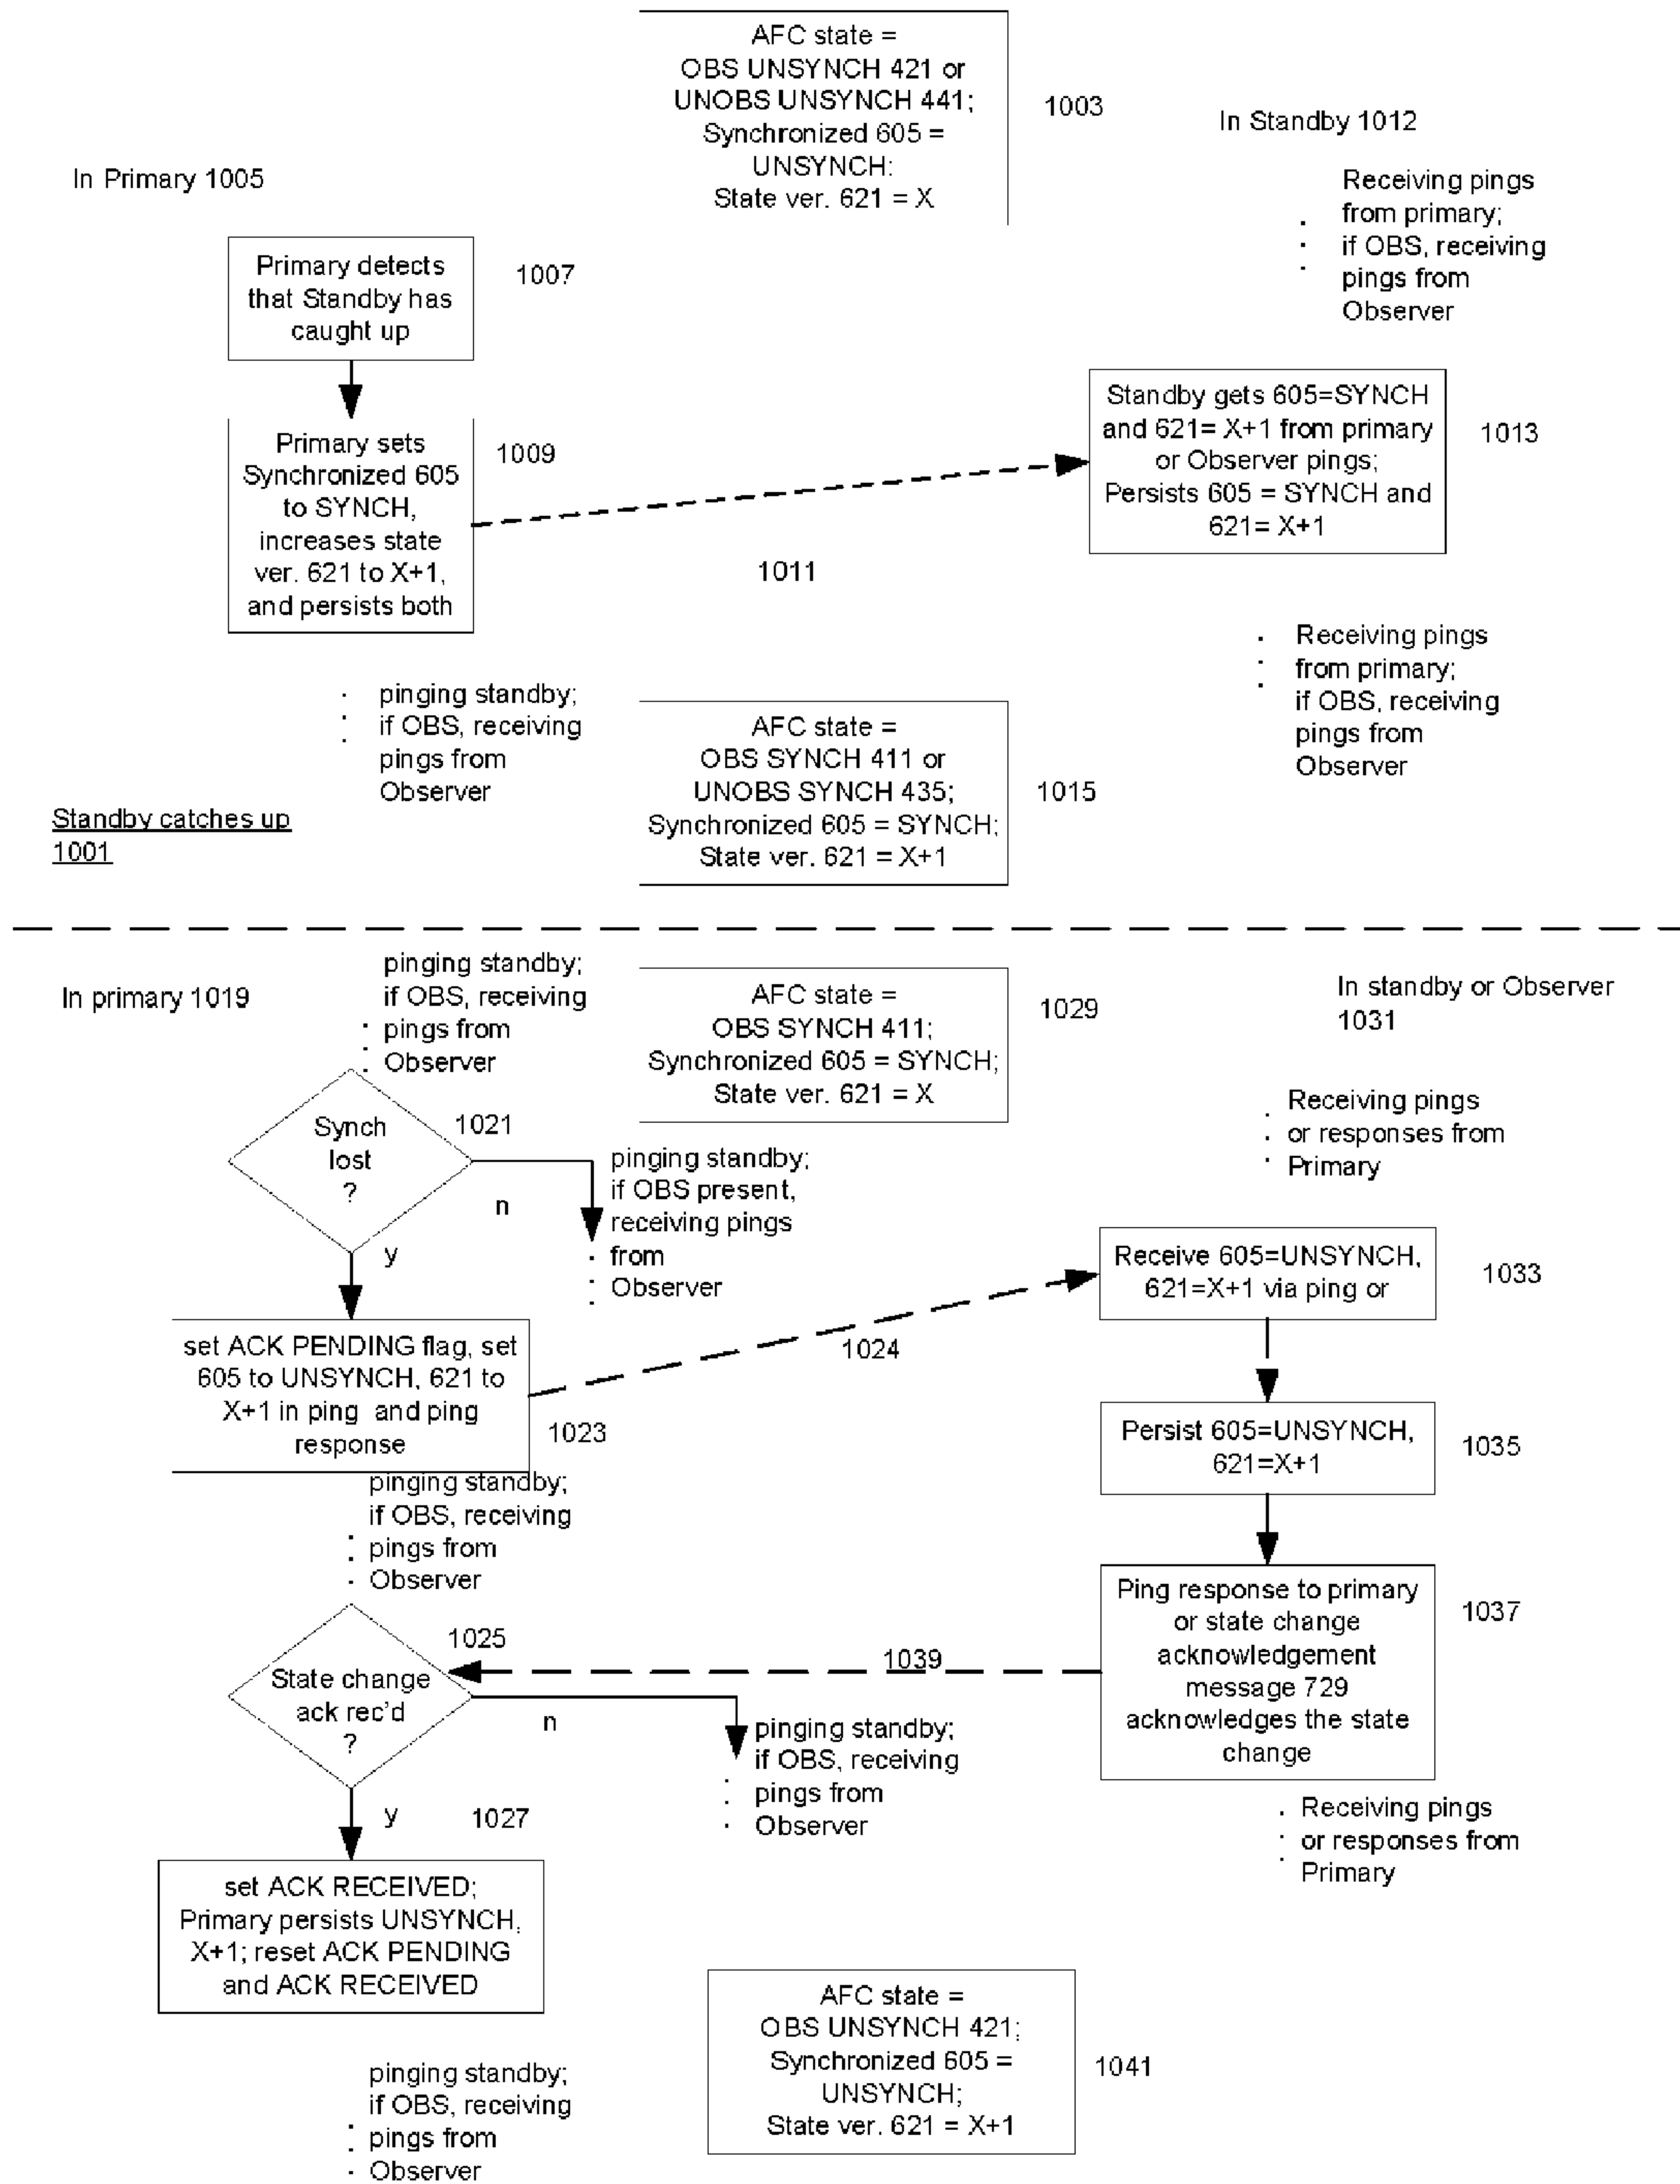 AFC state =
OBS UNSYNCH 421 or
UNOBS UNSYNCH 441;
Synchronized 605 =
UNSYNCH:
State ver. 621 = X
1003
In Standby 1012
In Primary 1005
Receiving pings
from primary;
if OBS, receiving
pings from
Observer
Primary detects
that Standby has
caught up
1007
Primary sets
Synchronized 605
to SYNCH,
increases state
ver. 621 to X+1,
and persists both
1009
1011
Standby gets 605=SYNCH
and 621= X+1 from primary
or Observer pings;
Persists 605 = SYNCH and
621= X+1
1013
Receiving pings
from primary;
if OBS, receiving
pings from
Observer
pinging standby;
if OBS, receiving
pings from
Observer
AFC state =
OBS SYNCH 411 or
UNOBS SYNCH 435;
Synchronized 605 = SYNCH;
State ver. 621 = X+1
1015
Standby catches up
1001
In primary 1019
pinging standby;
if OBS, receiving
pings from
Observer
AFC state =
OBS SYNCH 411;
Synchronized 605 = SYNCH;
State ver. 621 = X
1029
In standby or Observer
1031
Receiving pings
or responses from
Primary
Synch
lost
?
1021
n
y
pinging standby;
if OBS present,
receiving pings
from
Observer
set ACK PENDING flag, set
605 to UNSYNCH, 621 to
X+1 in ping and ping
response
1023
1024
Receive 605=UNSYNCH,
621=X+1 via ping or
1033
Persist 605=UNSYNCH,
621=X+1
1035
pinging standby;
if OBS, receiving
pings from
Observer
Ping response to primary
or state change
acknowledgement
message 729
acknowledges the state
change
1037
1039
State change
ack rec'd
?
1025
n
y
pinging standby;
if OBS, receiving
pings from
Observer
Receiving pings
or responses from
Primary
1027
set ACK RECEIVED;
Primary persists UNSYNCH,
X+1; reset ACK PENDING
and ACK RECEIVED
AFC state =
OBS UNSYNCH 421;
Synchronized 605 =
UNSYNCH;
State ver. 621 = X+1
1041
pinging standby;
if OBS, receiving
pings from
Observer